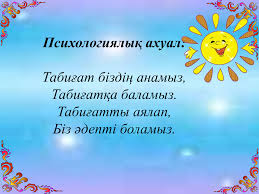 Психологиялық ахуал:
Табиғат біздің анамыз,
Табиғатқа баламыз.
Табиғатты аялап,
Біз әдепті боламыз.